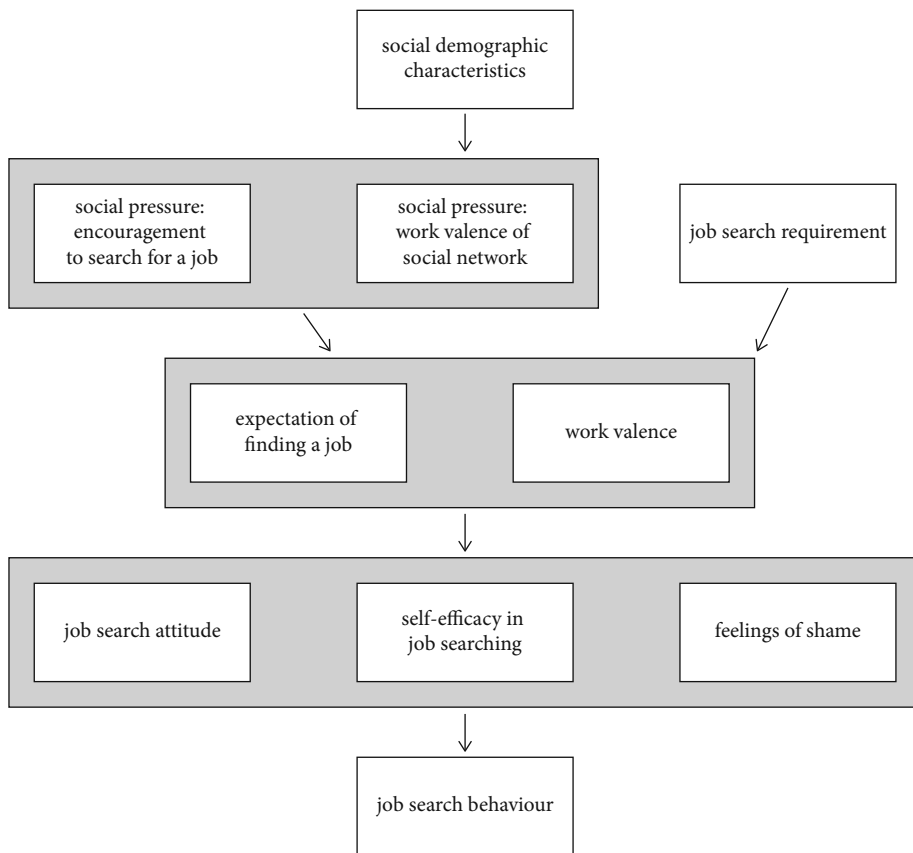 social demographic
characteristics
social pressure:
encouragement
to search for a job
social pressure:
work valence of
social network
job search requirement
expectation of
finding a job
work valence
job search attitude
self-efficacy in
job searching
feelings of shame
job search behaviour